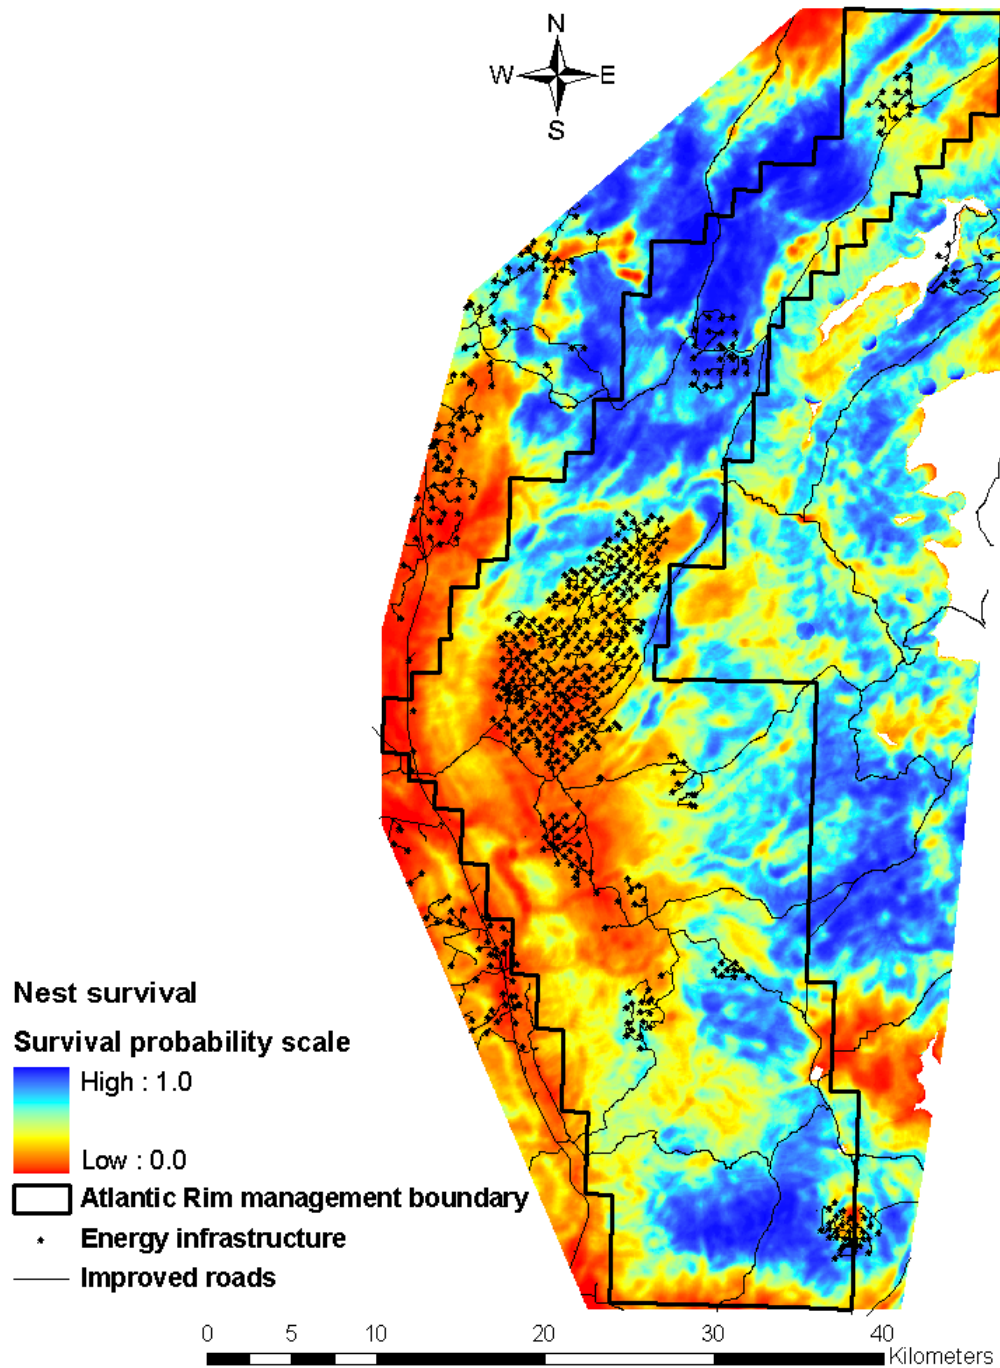 N
W E
S
Nest survival
Survival probability scale
High : 1.0
Low : 0.0
Atlantic Rim management boundary
Energy infrastructure
Improved roads
0 5 10 20 30 40
Kilometers